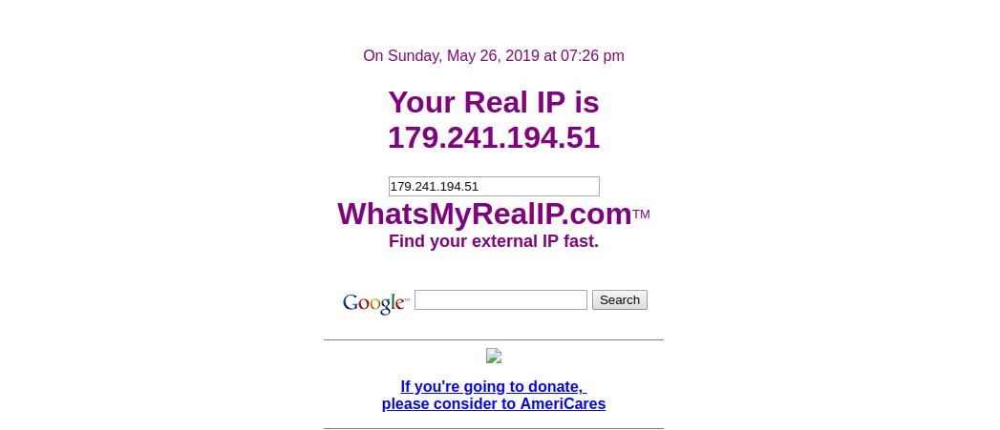 On Sunday, May 26, 2019 at 07:26 pm
Your Real IP is
179.241.194.51
179.241.194.51
WhatsMyRealIP.com™
Find your external IP fast.
Google™ Search
If you're going to donate,
please consider to AmeriCares